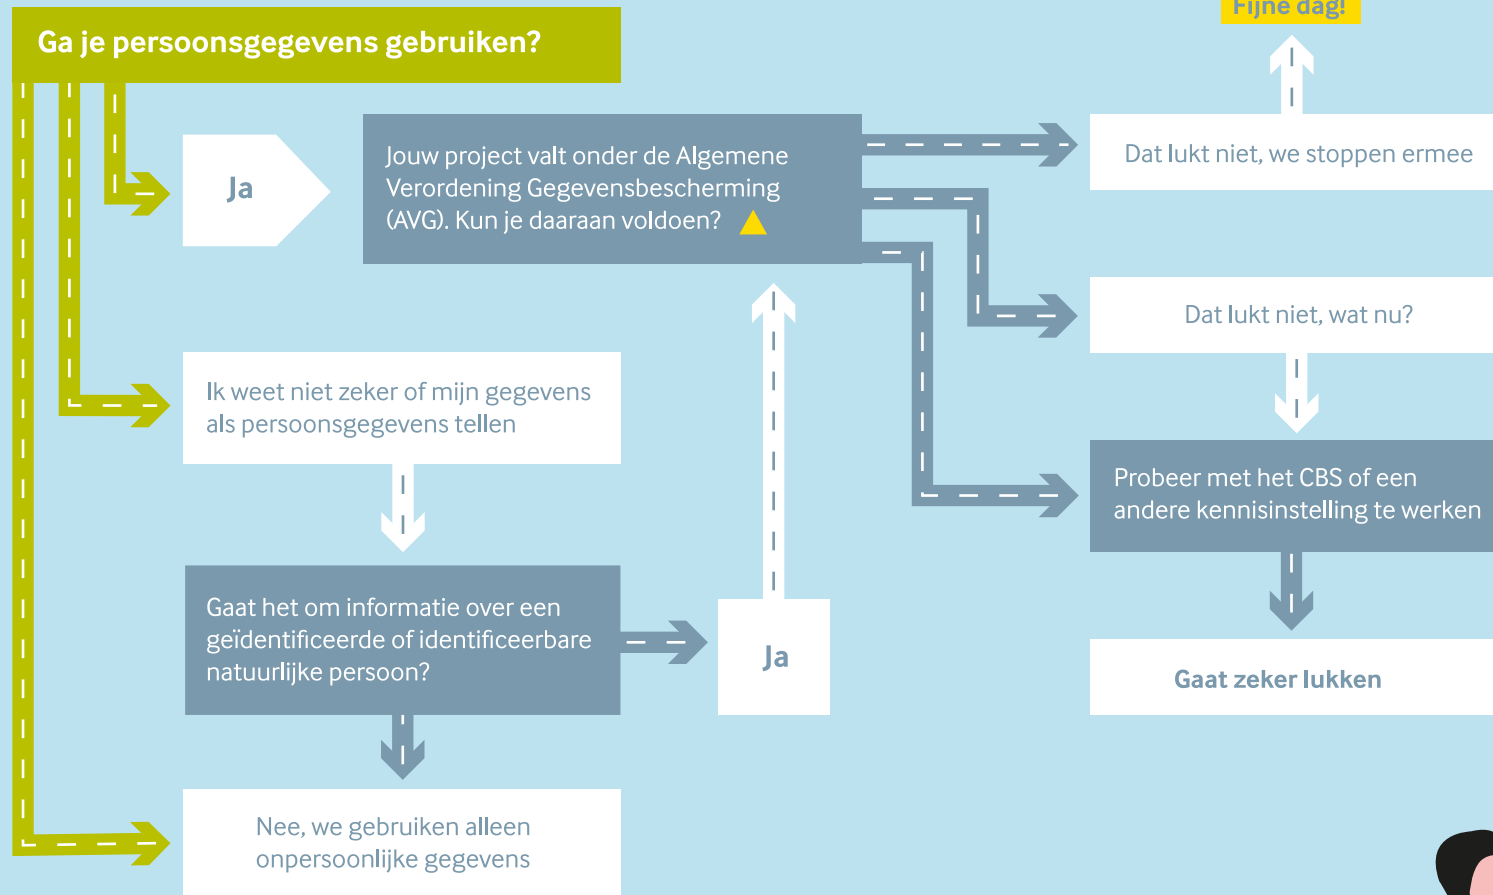 Ga je persoonsgegevens gebruiken?
Fijne dag!
Ja
Jouw project valt onder de Algemene
Verordening Gegevensbescherming
(AVG). Kun je daaraan voldoen?
Dat lukt niet, we stoppen ermee
Dat lukt niet, wat nu?
Ik weet niet zeker of mijn gegevens
als persoonsgegevens tellen
Probeer met het CBS of een
andere kennisinstelling te werken
Gaat het om informatie over een
geïdentificeerde of identificeerbare
natuurlijke persoon?
Ja
Gaat zeker lukken
Nee, we gebruiken alleen
onpersoonlijke gegevens